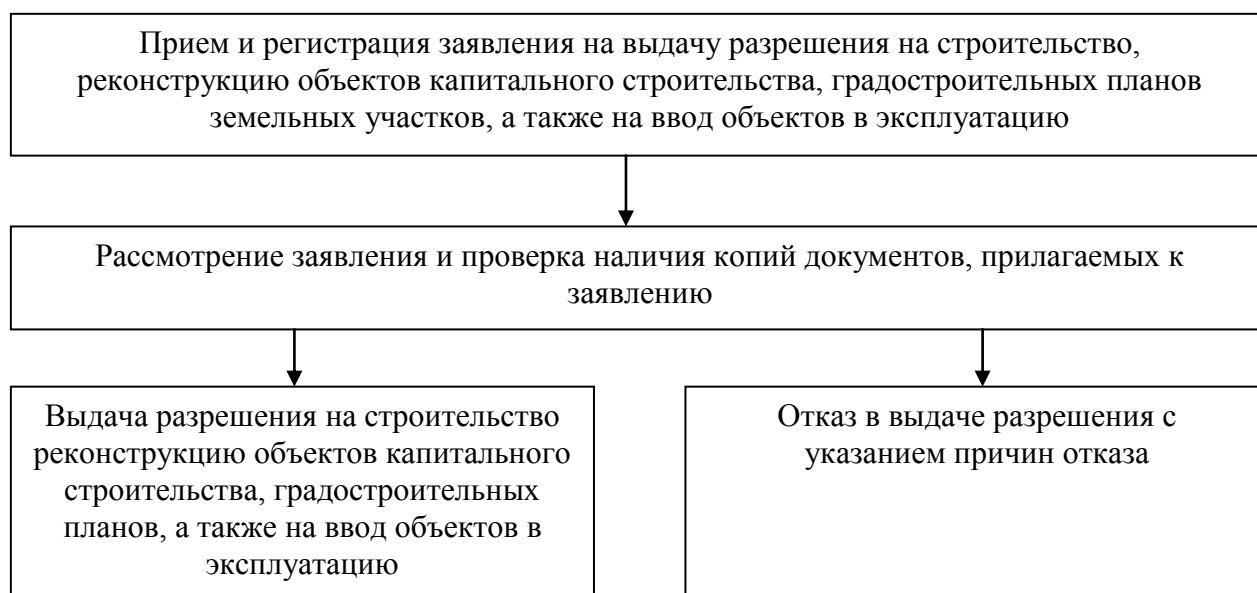 Прием и регистрация заявления на выдачу разрешения на строительство,
реконструкцию объектов капитального строительства, градостроительных планов
земельных участков, а также на ввод объектов в эксплуатацию
Рассмотрение заявления и проверка наличия копий документов, прилагаемых к
заявлению
Выдача разрешения на строительство
реконструкцию объектов капитального
строительства, градостроительных
планов, а также на ввод объектов в
эксплуатацию
Отказ в выдаче разрешения с
указанием причин отказа